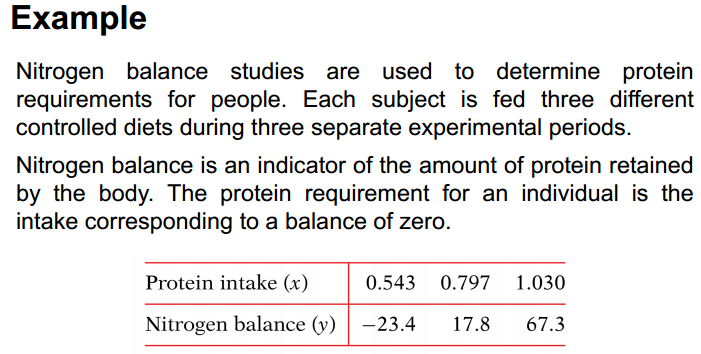 Example
Nitrogen balance studies are used to determine protein
requirements for people. Each subject is fed three different
controlled diets during three separate experimental periods.
Nitrogen balance is an indicator of the amount of protein retained
by the body. The protein requirement for an individual is the
intake corresponding to a balance of zero.
Protein intake (x) 0.543 0.797 1.030
Nitrogen balance (y) −23.4 17.8 67.3